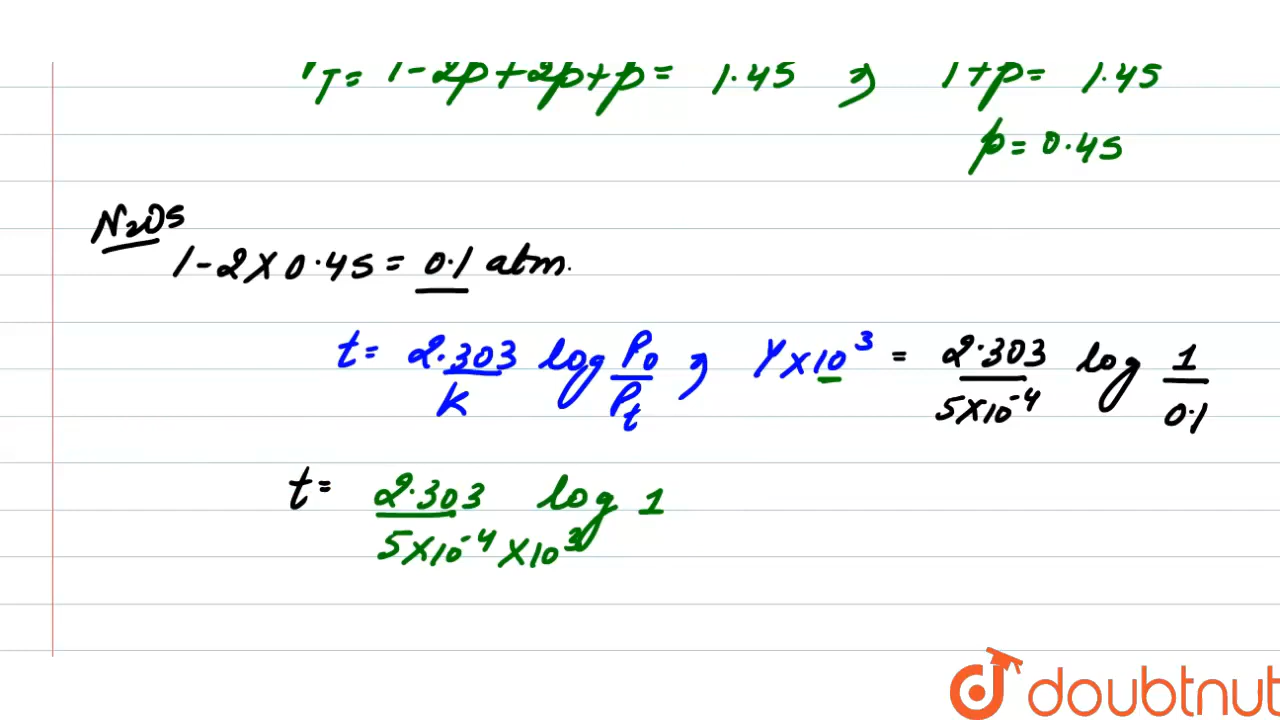 PT = 1-2p+2p+p = 1.45 ⇒ 1+p = 1.45
p = 0.45
N2O5
1-2×0.45 = 0.1 atm.
t = 2.303/K log P0/Pt ⇒ Y×10^3 = 2.303/5×10^-4 log 1/0.1
t = 2.303/5×10^-4×10^3 log 1
doubtnut